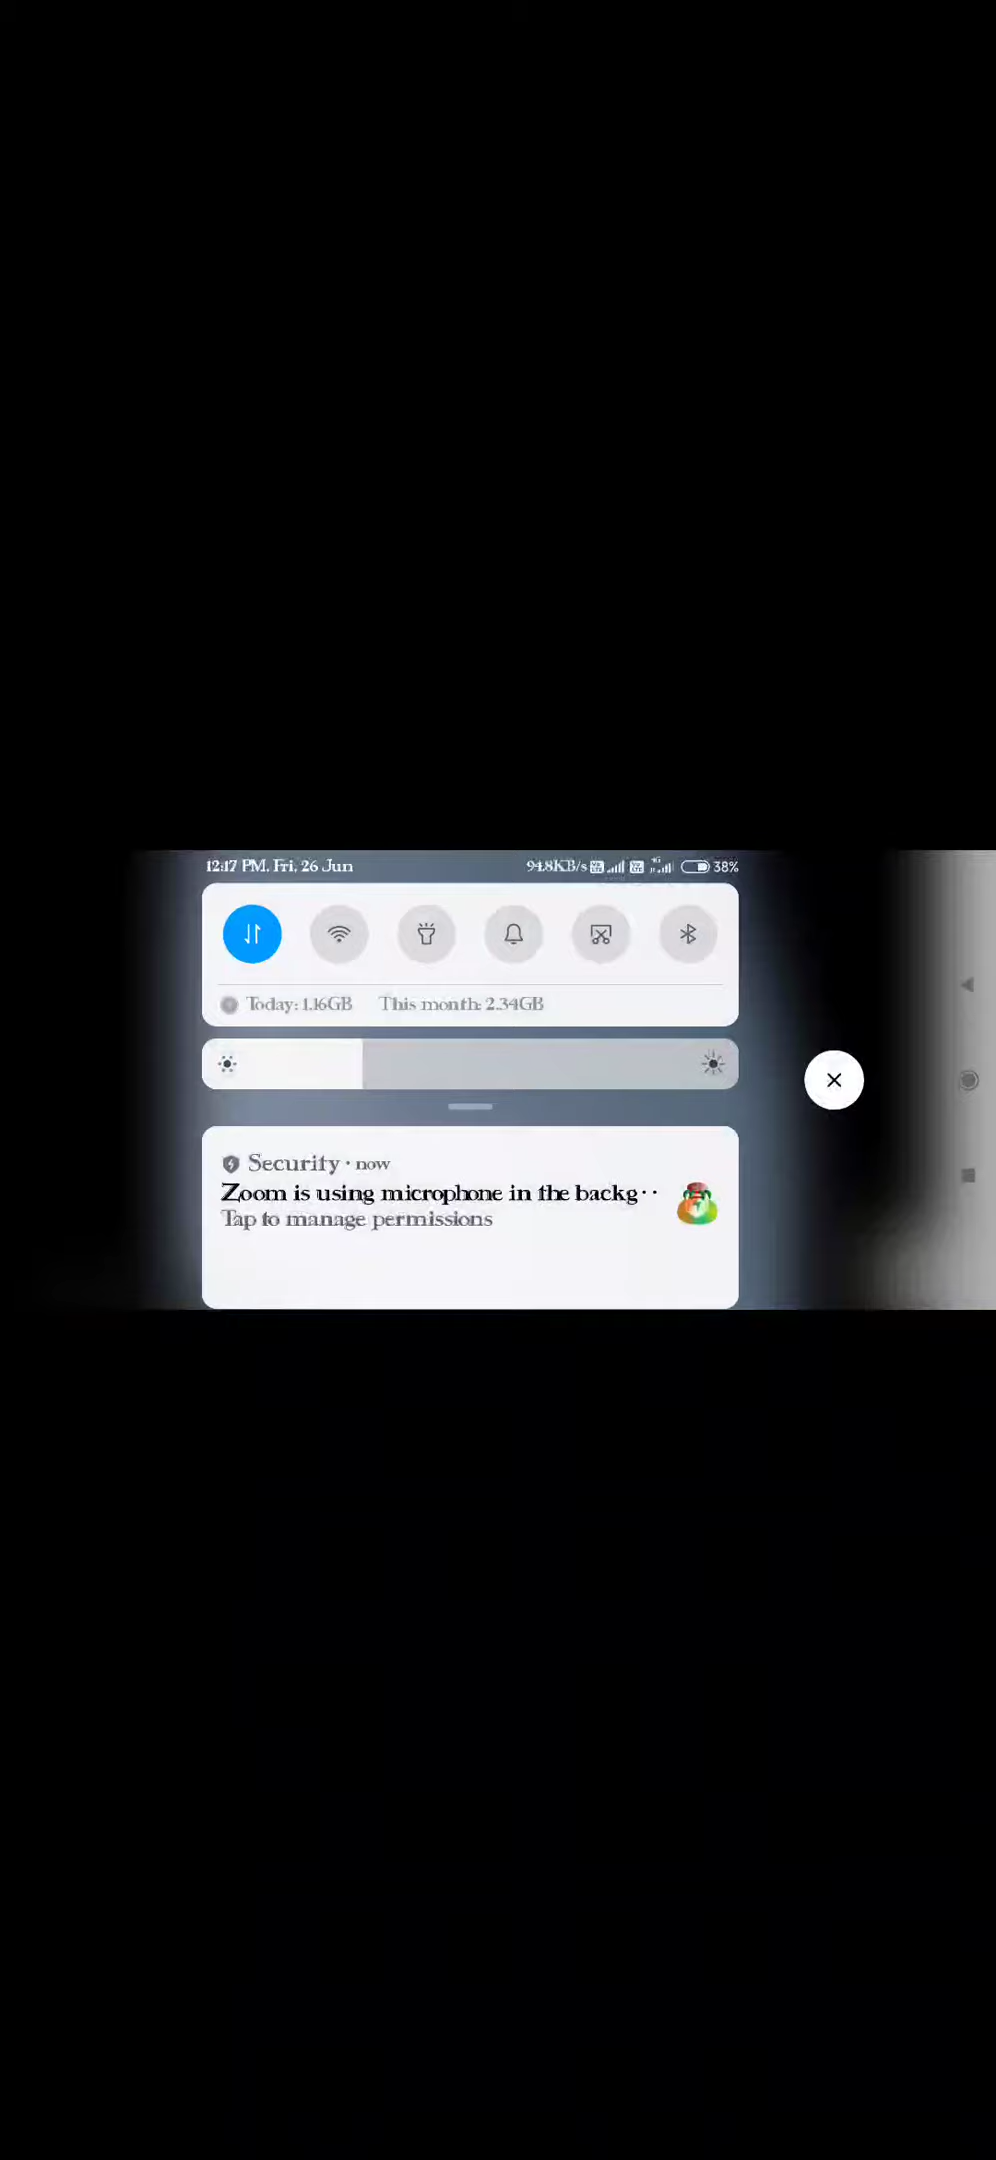 12:17 PM. Fri, 26 Jun
94.8KB/s 38%
Today: 1.16GB This month: 2.34GB
Security · now
Zoom is using microphone in the backg··
Tap to manage permissions